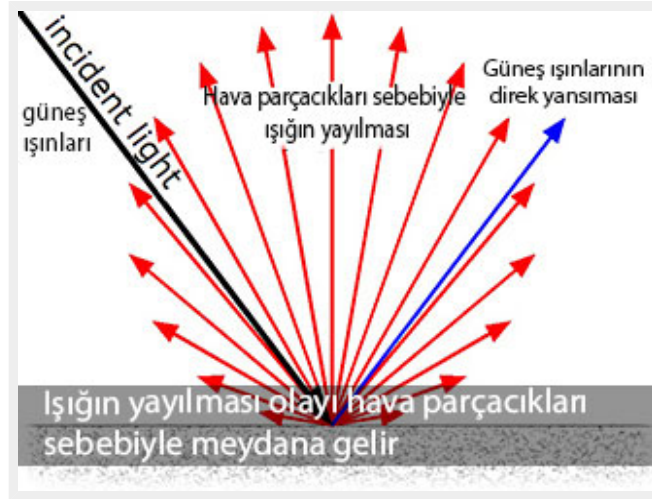 incident light
güneş
ışınları
Hava parçacıkları sebebiyle
ışığın yayılması
Güneş ışınlarının
direk yansıması
Işığın yayılması olayı hava parçacıkları
sebebiyle meydana gelir